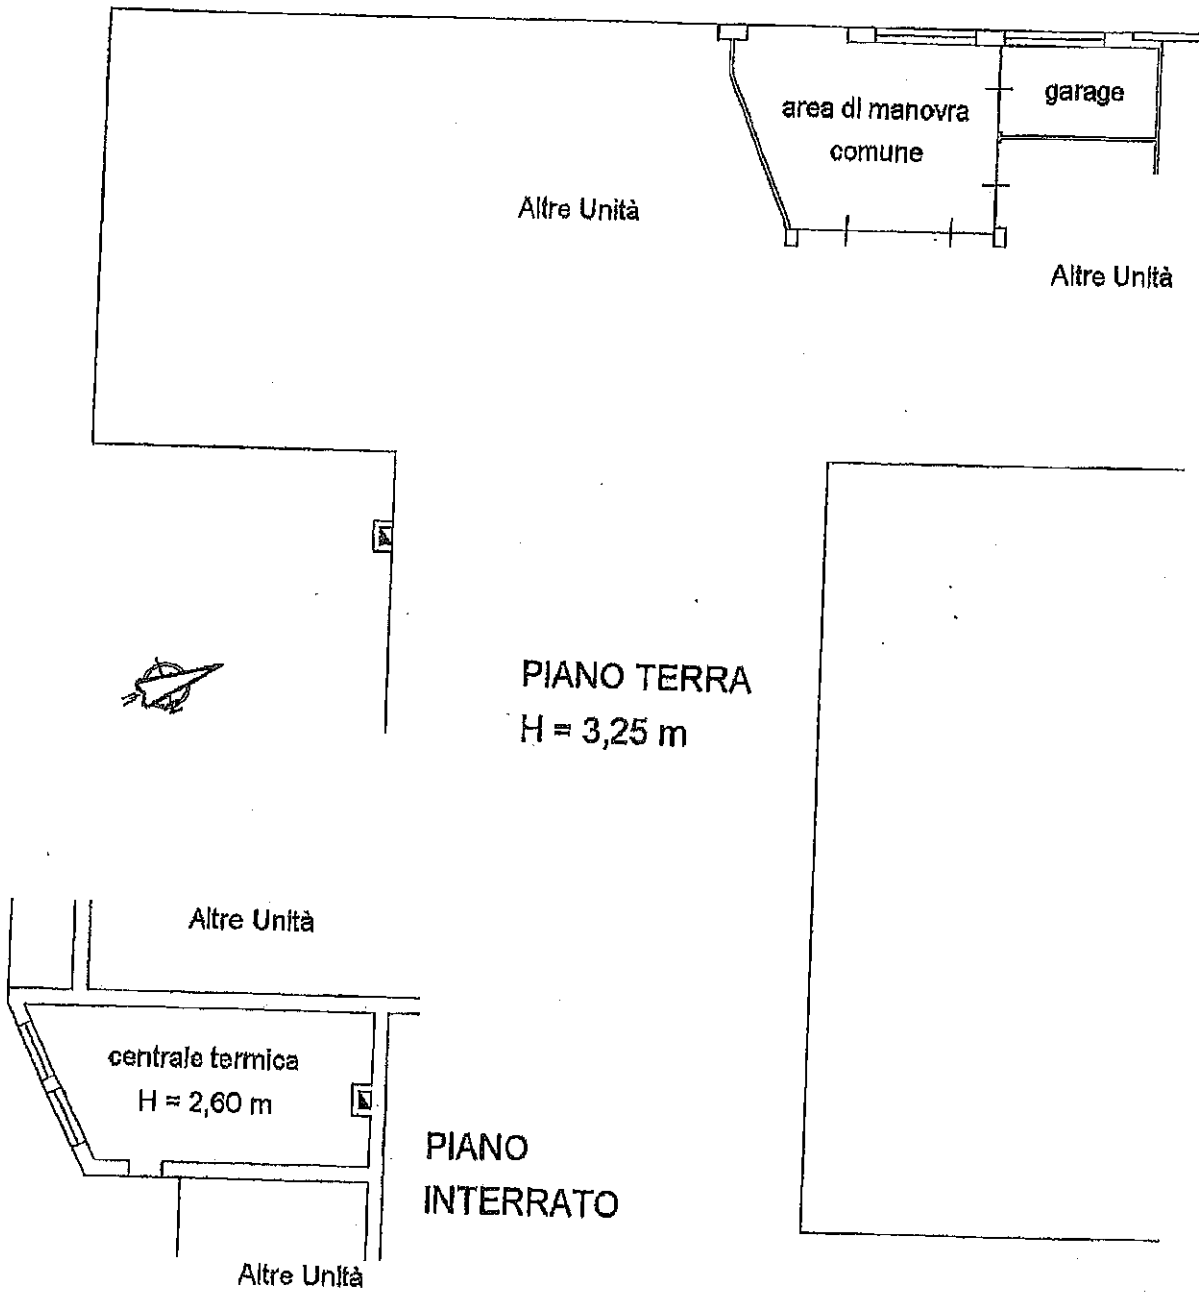 garage
area di manovra
comune
Altre Unità
Altre Unità
PIANO TERRA
H = 3,25 m
Altre Unità
centrale termica
H = 2,60 m
PIANO
INTERRATO
Altre Unità